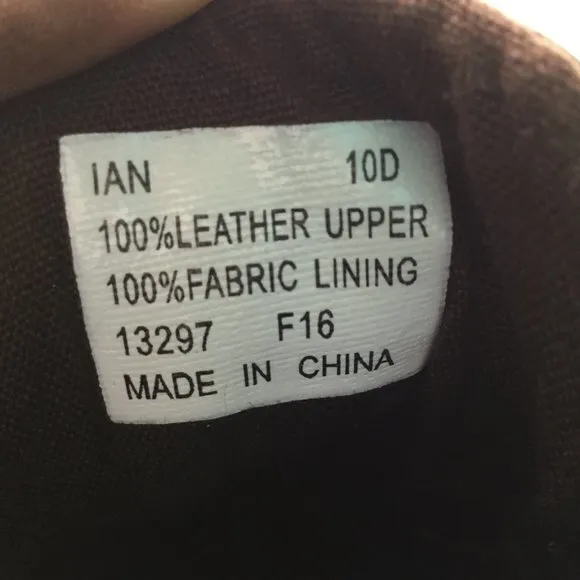 IAN 10D
100%LEATHER UPPER
100%FABRIC LINING
13297 F16
MADE IN CHINA